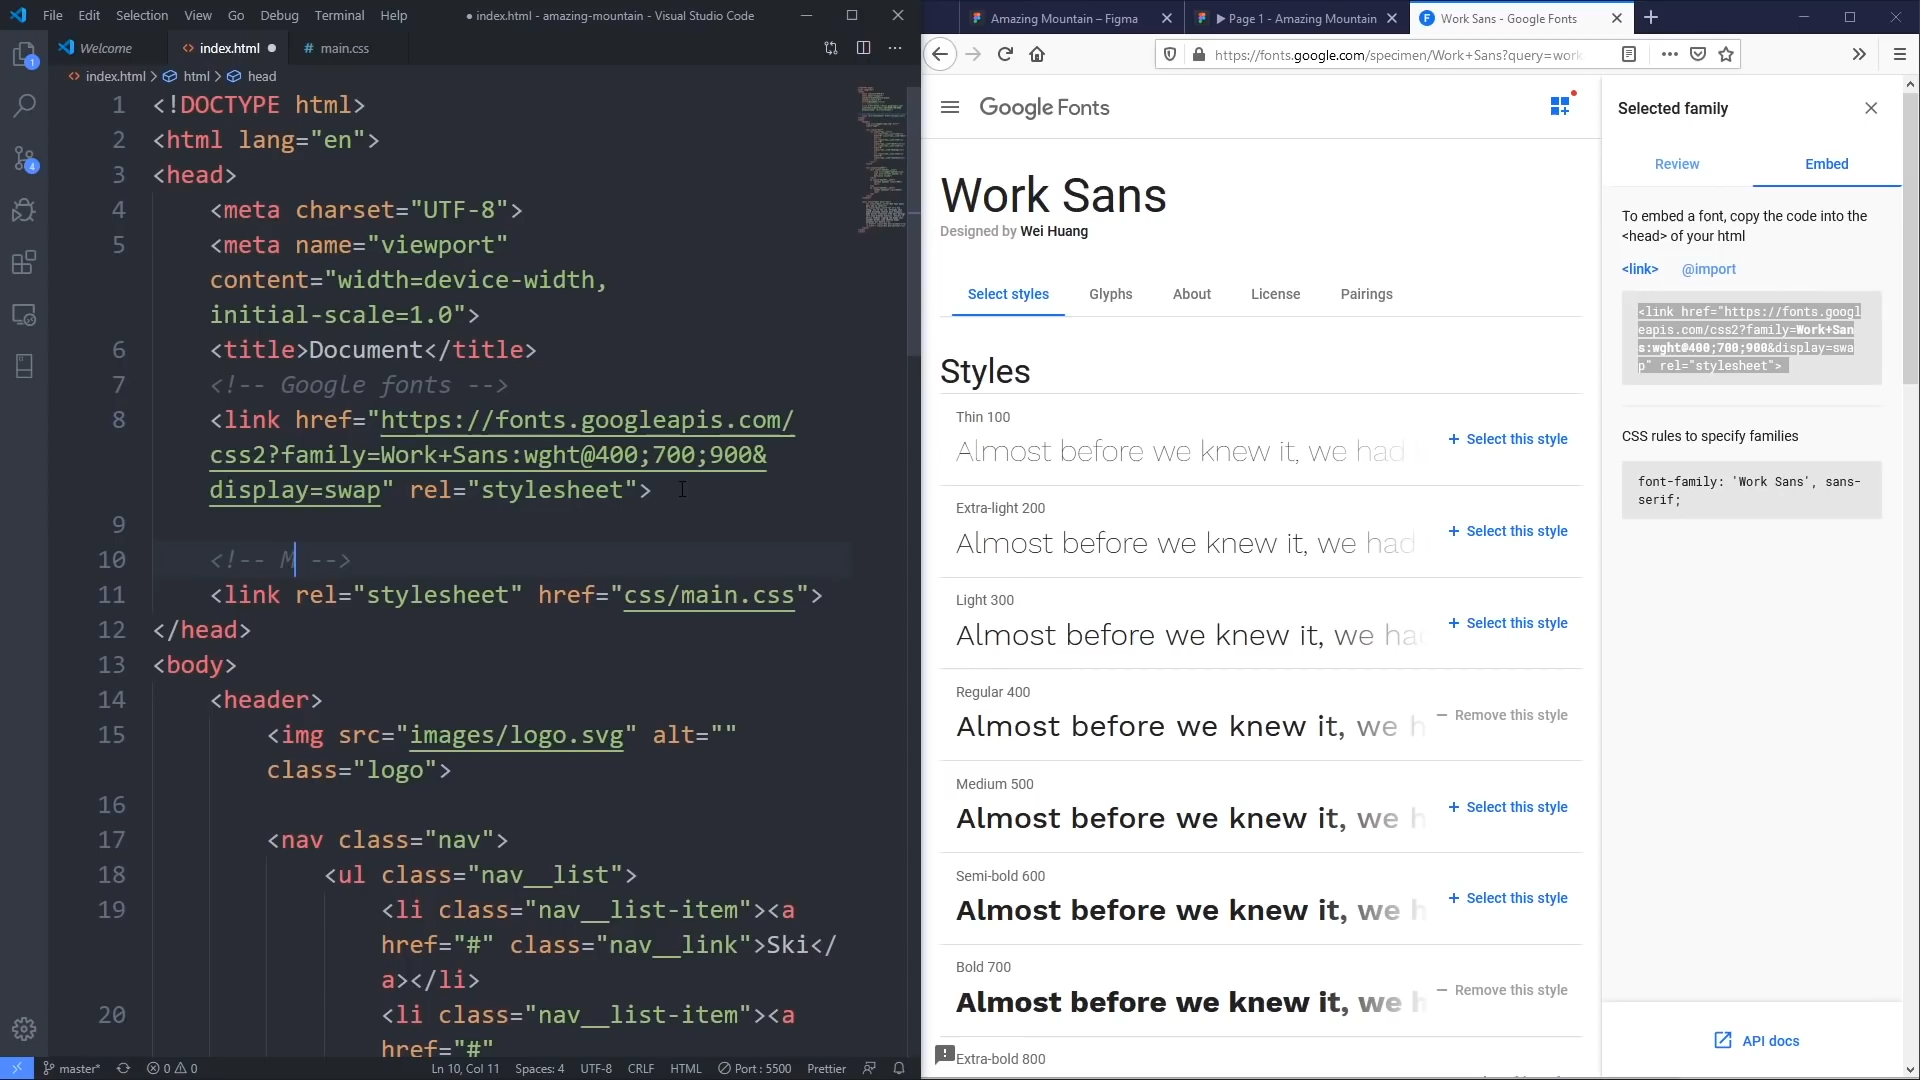 File Edit Selection View Go Debug Terminal Help
● index.html - amazing-mountain - Visual Studio Code
Welcome
<> index.html ●
# main.css
<> index.html > html > head
1 <!DOCTYPE html>
2 <html lang="en">
3 <head>
4 <meta charset="UTF-8">
5 <meta name="viewport"
content="width=device-width,
initial-scale=1.0">
6 <title>Document</title>
7 <!-- Google fonts -->
8 <link href="https://fonts.googleapis.com/
css2?family=Work+Sans:wght@400;700;900&
display=swap" rel="stylesheet">
9
10 <!-- M -->
11 <link rel="stylesheet" href="css/main.css">
12 </head>
13 <body>
14 <header>
15 <img src="images/logo.svg" alt=""
class="logo">
16
17 <nav class="nav">
18 <ul class="nav__list">
19 <li class="nav__list-item"><a
href="#" class="nav__link">Ski</
a></li>
20 <li class="nav__list-item"><a
href="#"
1
4
master*
0
0
Ln 10, Col 11
Spaces: 4
UTF-8
CRLF
HTML
Port : 5500
Prettier
Amazing Mountain – Figma
▶ Page 1 - Amazing Mountain
Work Sans - Google Fonts
https://fonts.google.com/specimen/Work+Sans?query=work
Google Fonts
Work Sans
Designed by Wei Huang
Select styles
Glyphs
About
License
Pairings
Styles
Thin 100
Almost before we knew it, we had
+ Select this style
Extra-light 200
Almost before we knew it, we had
+ Select this style
Light 300
Almost before we knew it, we had
+ Select this style
Regular 400
Almost before we knew it, we h
− Remove this style
Medium 500
Almost before we knew it, we h
+ Select this style
Semi-bold 600
Almost before we knew it, we h
+ Select this style
Bold 700
Almost before we knew it, we h
− Remove this style
Extra-bold 800
Selected family
Review
Embed
To embed a font, copy the code into the
<head> of your html
<link>
@import
<link href="https://fonts.googl
eapis.com/css2?family=Work+San
s:wght@400;700;900&display=swa
p" rel="stylesheet">
CSS rules to specify families
font-family: 'Work Sans', sans-
serif;
API docs